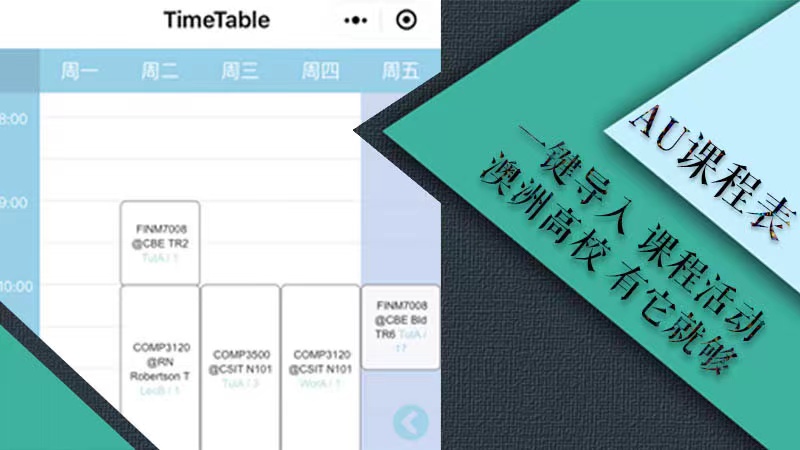 TimeTable
周一 周二 周三 周四 周五
8:00
9:00
10:00
FINM7008
@CBE TR2
TutA / 1
COMP3120
@RN
Robertson T
LecB / 1
COMP3500
@CSIT N101
TutA / 3
COMP3120
@CSIT N101
WorA / 1
FINM7008
@CBE Bld
TR6 TutA /
17
AU课程表
一键导入 课程活动
澳洲高校 有它就够